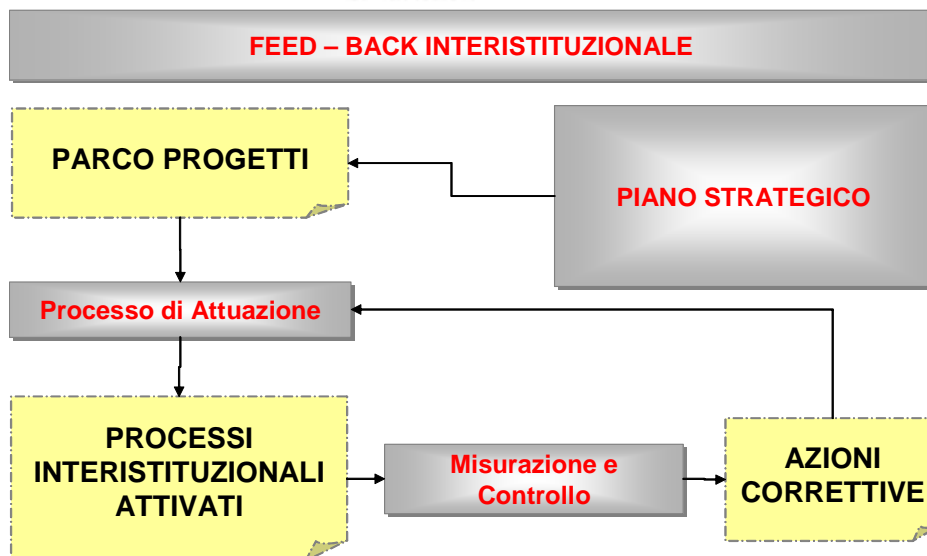 FEED – BACK INTERISTITUZIONALE
PARCO PROGETTI
PIANO STRATEGICO
Processo di Attuazione
PROCESSI
INTERISTITUZIONALI
ATTIVATI
Misurazione e
Controllo
AZIONI
CORRETTIVE